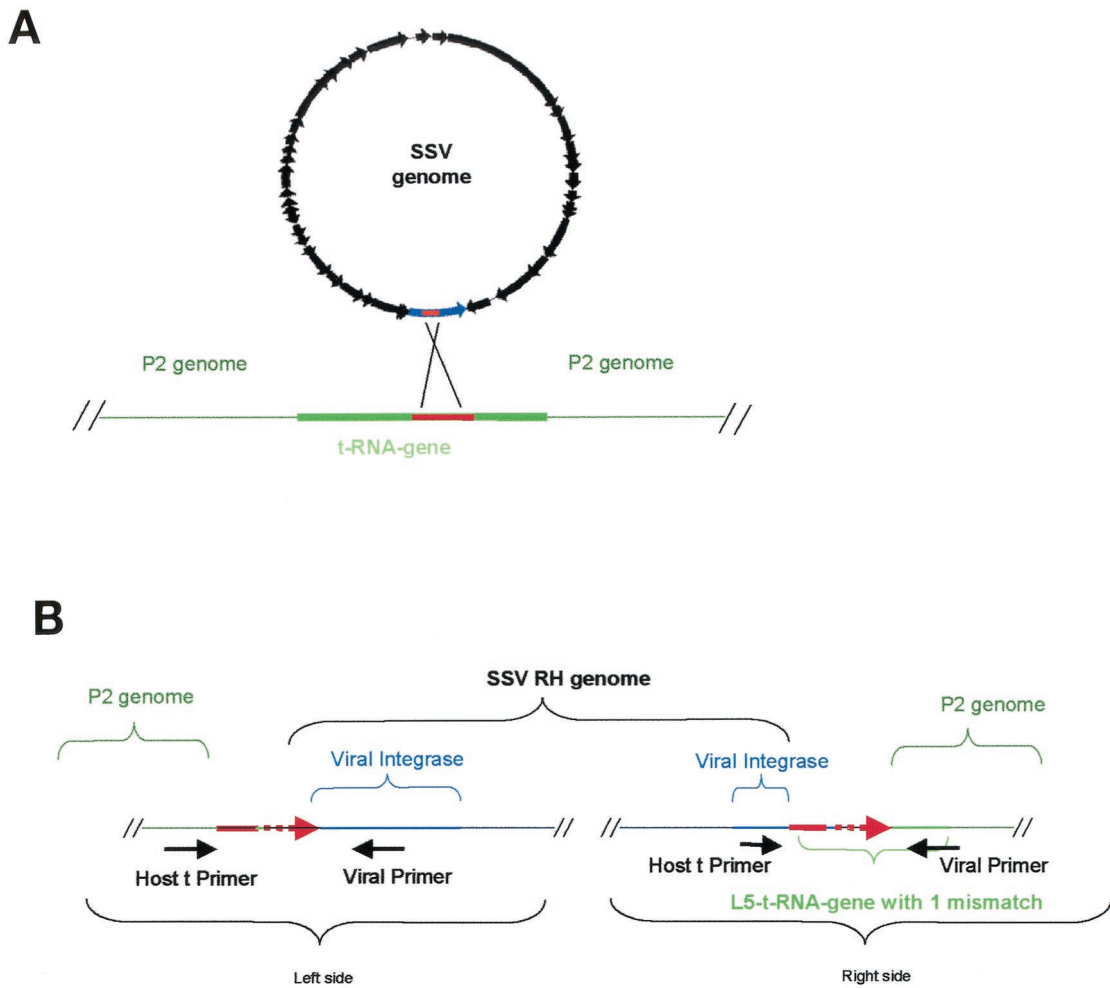 A
SSV
genome
P2 genome
P2 genome
t-RNA-gene
B
SSV RH genome
P2 genome
P2 genome
Viral Integrase
Viral Integrase
Host t Primer
Viral Primer
Host t Primer
Viral Primer
L5-t-RNA-gene with 1 mismatch
Left side
Right side